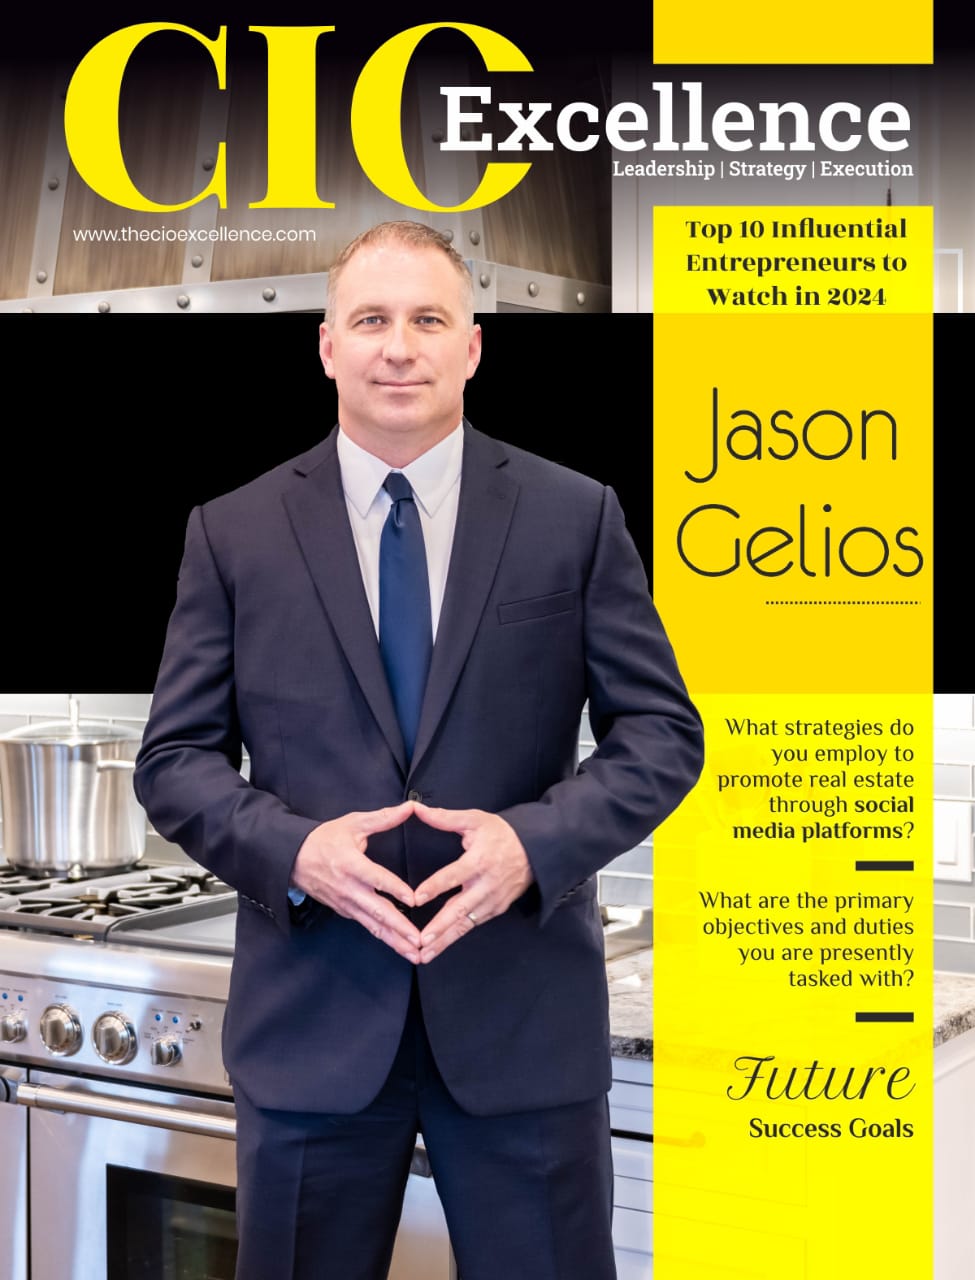 CIO
Excellence
Leadership | Strategy | Execution
www.thecioexcellence.com
Top 10 Influential
Entrepreneurs to
Watch in 2024
Jason
Gelios
What strategies do
you employ to
promote real estate
through social
media platforms?
What are the primary
objectives and duties
you are presently
tasked with?
Future
Success Goals